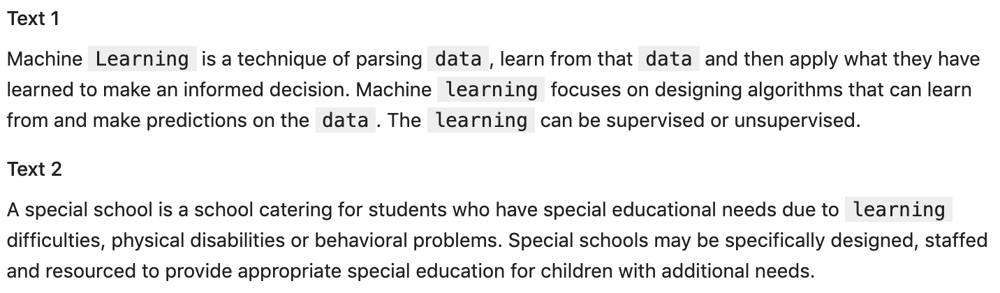 Text 1
Machine Learning is a technique of parsing data , learn from that data and then apply what they have
learned to make an informed decision. Machine learning focuses on designing algorithms that can learn
from and make predictions on the data . The learning can be supervised or unsupervised.
Text 2
A special school is a school catering for students who have special educational needs due to learning
difficulties, physical disabilities or behavioral problems. Special schools may be specifically designed, staffed
and resourced to provide appropriate special education for children with additional needs.